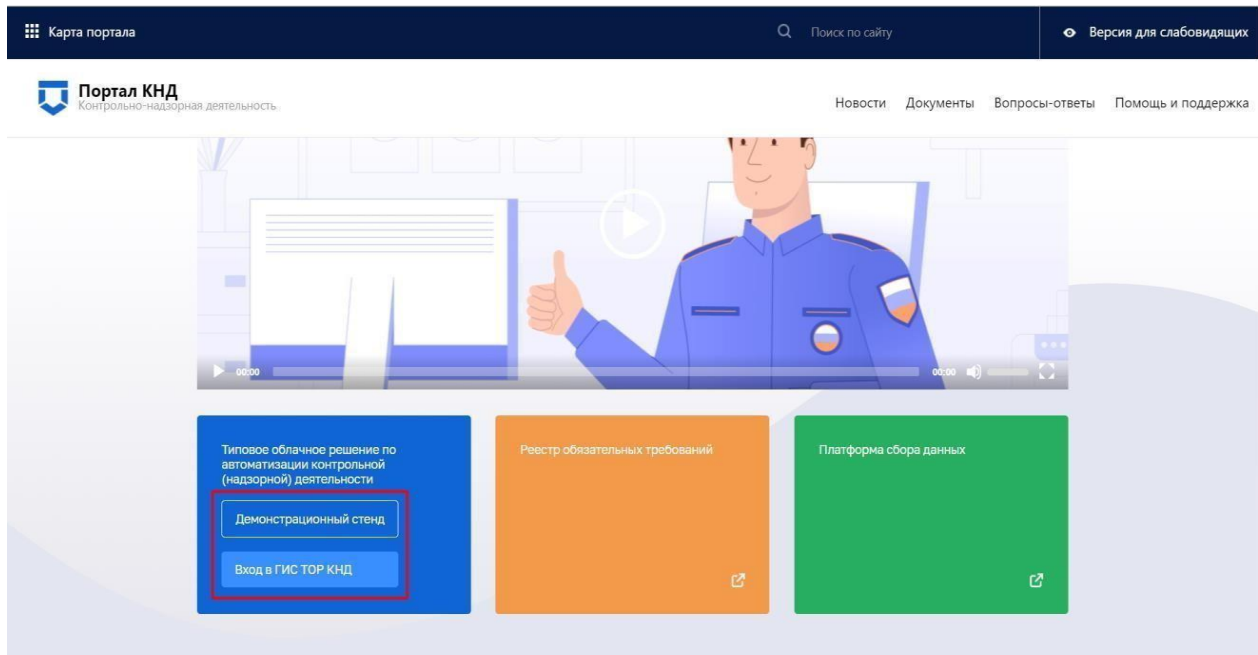 Карта портала
Поиск по сайту
Версия для слабовидящих
Портал КНД
Контрольно-надзорная деятельность
Новости Документы Вопросы-ответы Помощь и поддержка
00:00
00:00
Типовое облачное решение по
автоматизации контрольной
(надзорной) деятельности
Демонстрационный стенд
Вход в ГИС ТОР КНД
Реестр обязательных требований
Платформа сбора данных